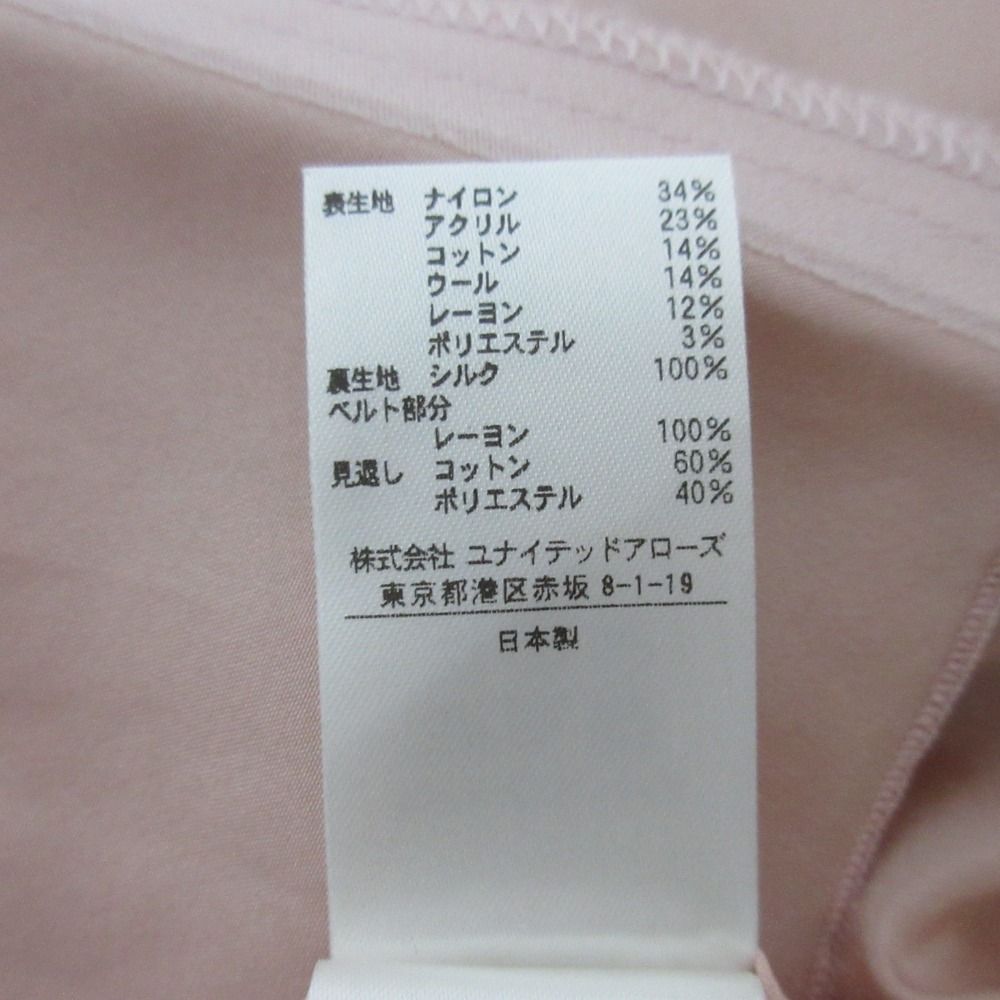 表生地 ナイロン 34%
アクリル 23%
コットン 14%
ウール 14%
レーヨン 12%
ポリエステル 3%
裏生地 シルク 100%
ベルト部分
レーヨン 100%
見返し コットン 60%
ポリエステル 40%
株式会社 ユナイテッドアローズ
東京都港区赤坂 8-1-19
日本製